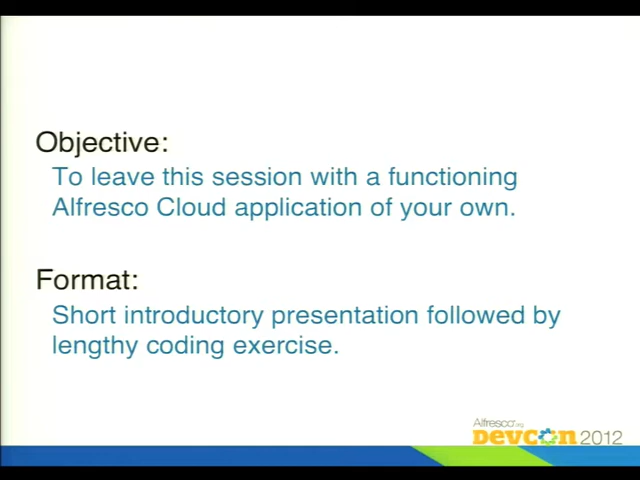 Objective:
To leave this session with a functioning
Alfresco Cloud application of your own.
Format:
Short introductory presentation followed by
lengthy coding exercise.
Alfresco.org
DEVCON 2012